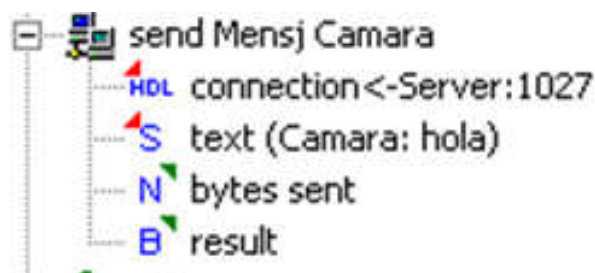 send Mensj Camara
HDL connection<-Server:1027
S text (Camara: hola)
N bytes sent
B result